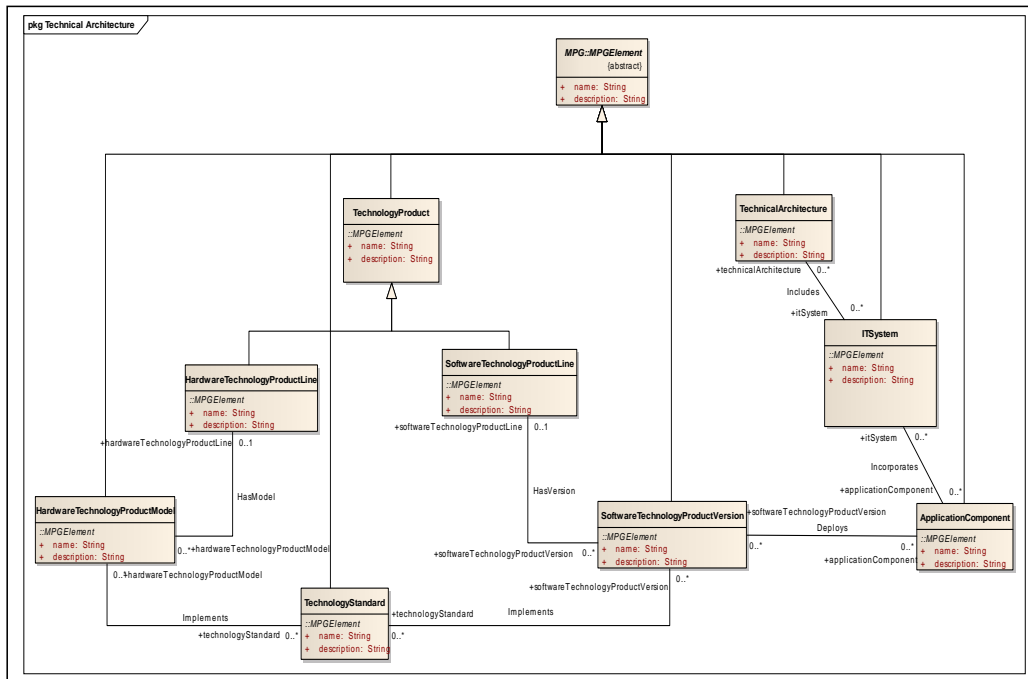 pkg Technical Architecture
MPG::MPGElement
{abstract}
+ name: String
+ description: String
TechnologyProduct
::MPGElement
+ name: String
+ description: String
TechnicalArchitecture
::MPGElement
+ name: String
+ description: String
+technicalArchitecture 0..*
Includes
+itSystem 0..*
ITSystem
::MPGElement
+ name: String
+ description: String
HardwareTechnologyProductLine
::MPGElement
+ name: String
+ description: String
SoftwareTechnologyProductLine
::MPGElement
+ name: String
+ description: String
+hardwareTechnologyProductLine 0..1
+softwareTechnologyProductLine 0..1
+itSystem 0..*
Incorporates
HasModel
HasVersion
+applicationComponent 0..*
HardwareTechnologyProductModel
::MPGElement
+ name: String
+ description: String
0..* +hardwareTechnologyProductModel
SoftwareTechnologyProductVersion
::MPGElement
+ name: String
+ description: String
+softwareTechnologyProductVersion
Deploys
0..*
0..*
+applicationComponent
ApplicationComponent
::MPGElement
+ name: String
+ description: String
+softwareTechnologyProductVersion 0..*
+hardwareTechnologyProductModel
+softwareTechnologyProductVersion 0..*
TechnologyStandard
::MPGElement
+ name: String
+ description: String
Implements
+technologyStandard 0..*
+technologyStandard
0..*
Implements